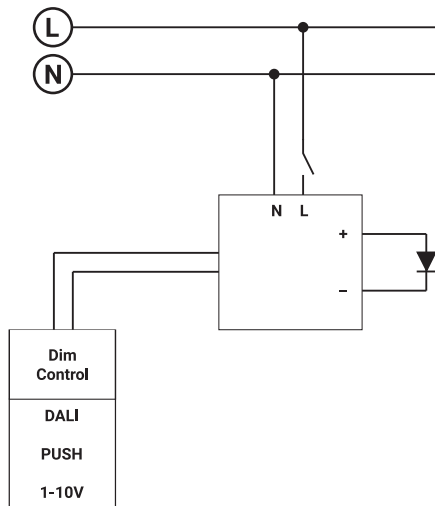 L
N
N L
+
–
Dim
Control
DALI
PUSH
1-10V